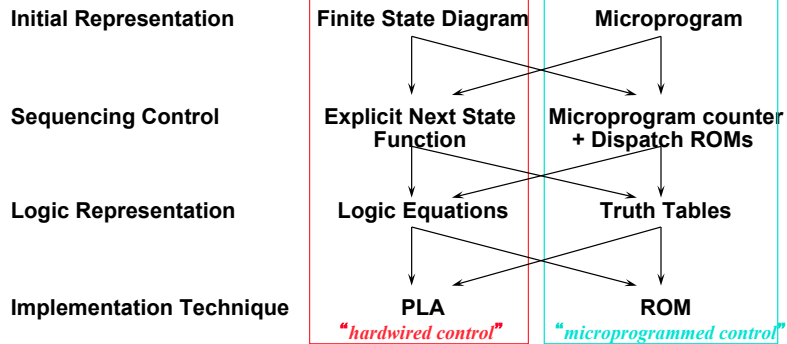 Initial Representation Finite State Diagram Microprogram
Sequencing Control Explicit Next State Microprogram counter
Function + Dispatch ROMs
Logic Representation Logic Equations Truth Tables
Implementation Technique PLA ROM
“hardwired control” “microprogrammed control”